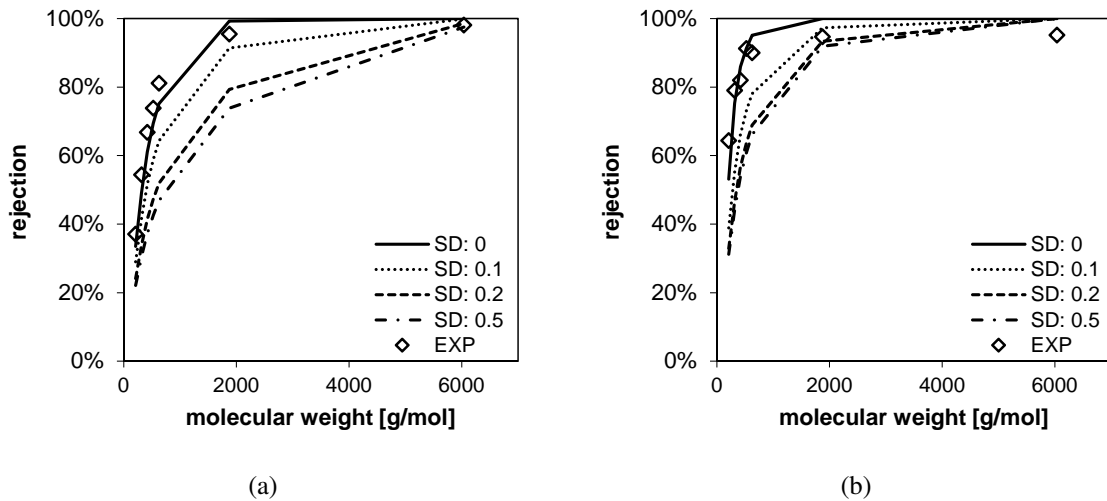 100%
80%
60%
40%
20%
0%
rejection
0
2000
4000
6000
molecular weight [g/mol]
SD: 0
SD: 0.1
SD: 0.2
SD: 0.5
EXP
(a)
100%
80%
60%
40%
20%
0%
rejection
0
2000
4000
6000
molecular weight [g/mol]
SD: 0
SD: 0.1
SD: 0.2
SD: 0.5
EXP
(b)